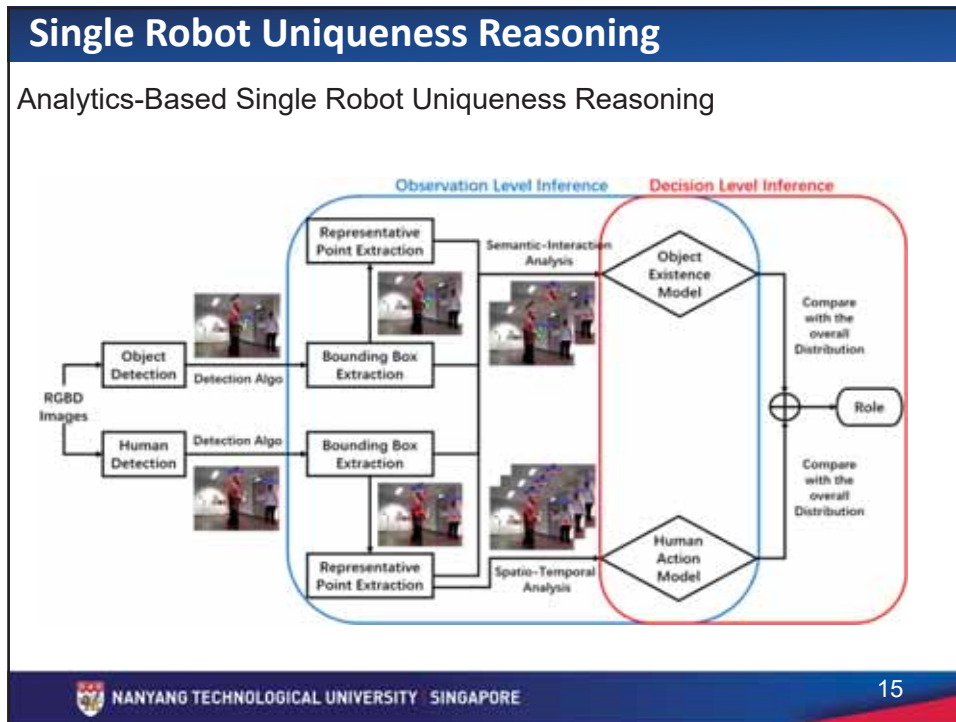 Single Robot Uniqueness Reasoning
Analytics-Based Single Robot Uniqueness Reasoning
Observation Level Inference
Decision Level Inference
Representative
Point Extraction
Semantic-Interaction
Analysis
Object
Existence
Model
Compare
with the
overall
Distribution
Object
Detection
Detection Algo
Bounding Box
Extraction
RGBD
Images
Role
Human
Detection
Detection Algo
Bounding Box
Extraction
Compare
with the
overall
Distribution
Representative
Point Extraction
Spatio-Temporal
Analysis
Human
Action
Model
NANYANG TECHNOLOGICAL UNIVERSITY SINGAPORE
15